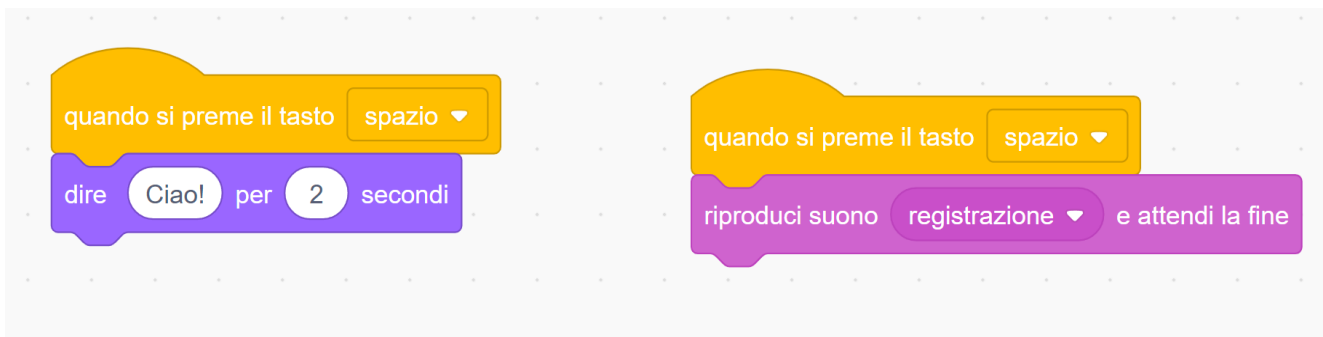 quando si preme il tasto spazio
dire Ciao! per 2 secondi
quando si preme il tasto spazio
riproduci suono registrazione e attendi la fine